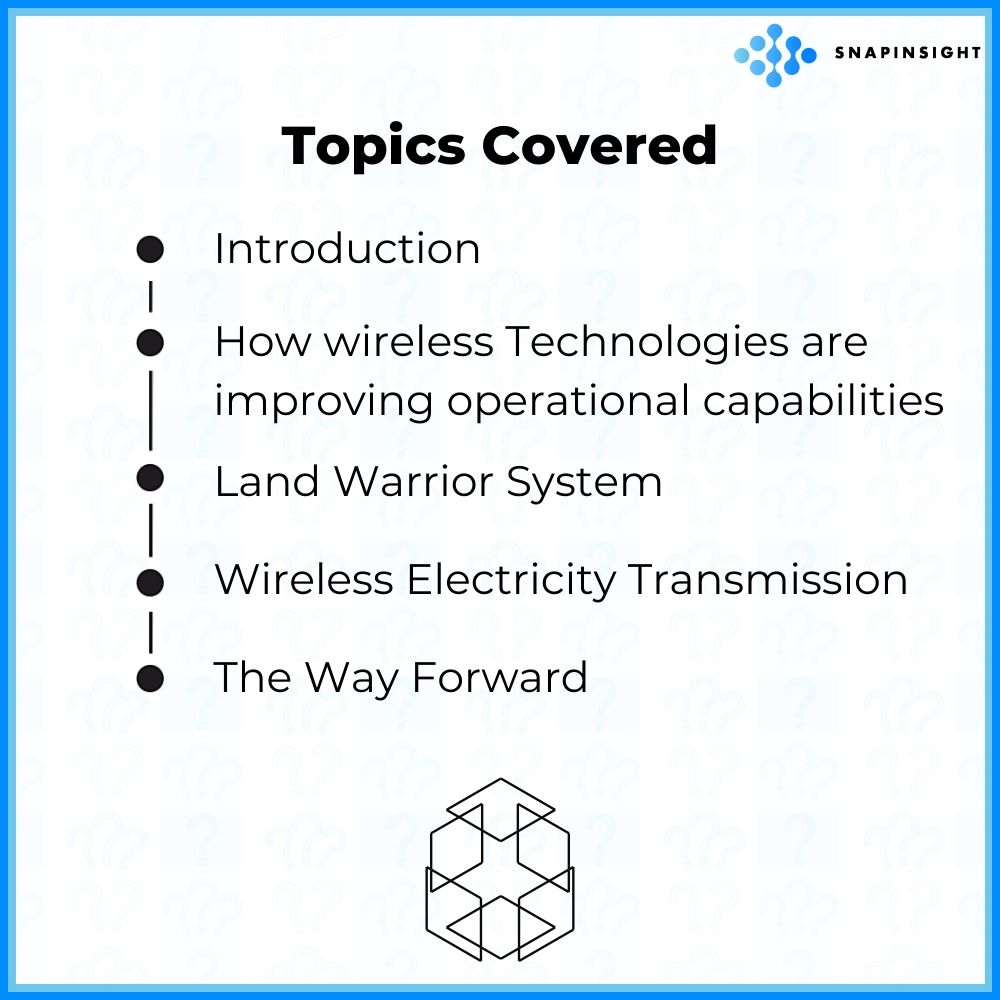 SNAPINSIGHT
Topics Covered
Introduction
How wireless Technologies are
improving operational capabilities
Land Warrior System
Wireless Electricity Transmission
The Way Forward